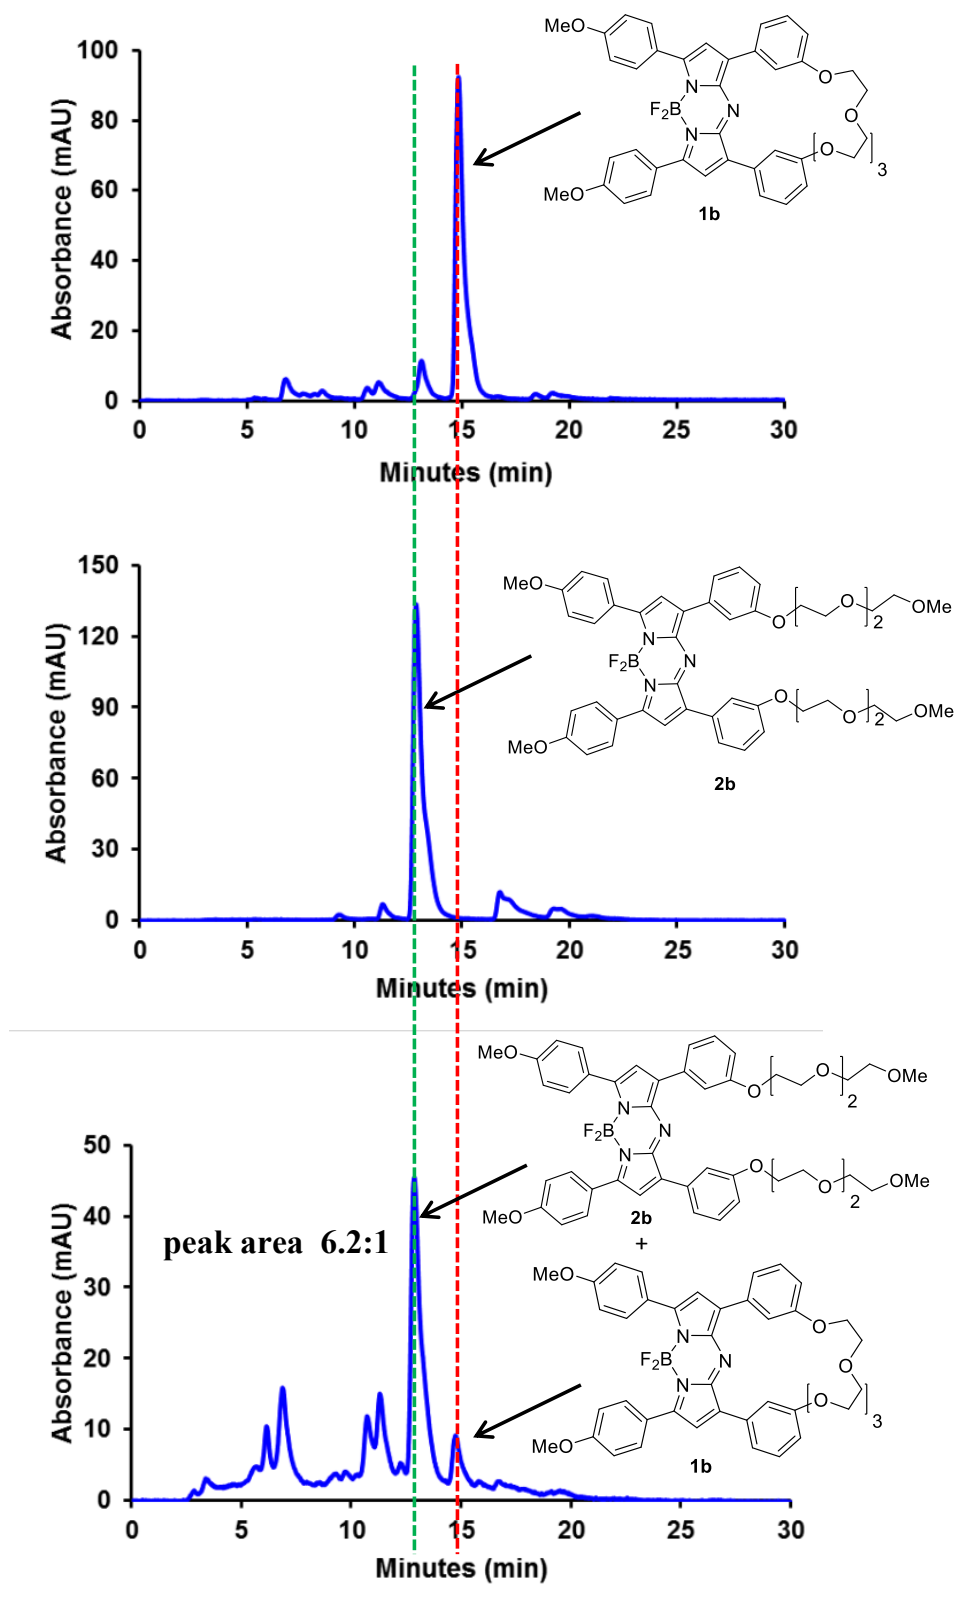 MeO
N
F2B
N
N
MeO
O
O
O
3
1b
Absorbance (mAU)
100
80
60
40
20
0
0 5 10 15 20 25 30
Minutes (min)
MeO
O
O
2
OMe
N
F2B
N
N
O
O
2
OMe
MeO
2b
Absorbance (mAU)
150
120
90
60
30
0
0 5 10 15 20 25 30
Minutes (min)
MeO
O
O
2
OMe
N
F2B
N
N
O
O
2
OMe
MeO
2b
+
MeO
O
N
F2B
N
N
O
O
3
MeO
1b
peak area 6.2:1
Absorbance (mAU)
50
40
30
20
10
0
0 5 10 15 20 25 30
Minutes (min)